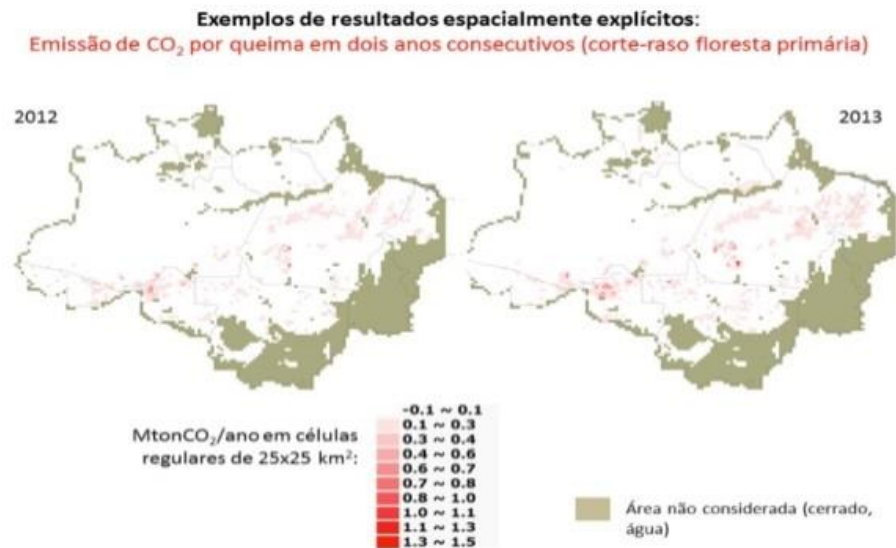 Exemplos de resultados espacialmente explícitos:
Emissão de CO₂ por queima em dois anos consecutivos (corte-raso floresta primária)
2012
2013
MtonCO₂/ano em células
regulares de 25x25 km²:
-0.1 ~ 0.1
0.1 ~ 0.3
0.3 ~ 0.4
0.4 ~ 0.6
0.6 ~ 0.7
0.7 ~ 0.8
0.8 ~ 1.0
1.0 ~ 1.1
1.1 ~ 1.3
1.3 ~ 1.5
Área não considerada (cerrado,
água)